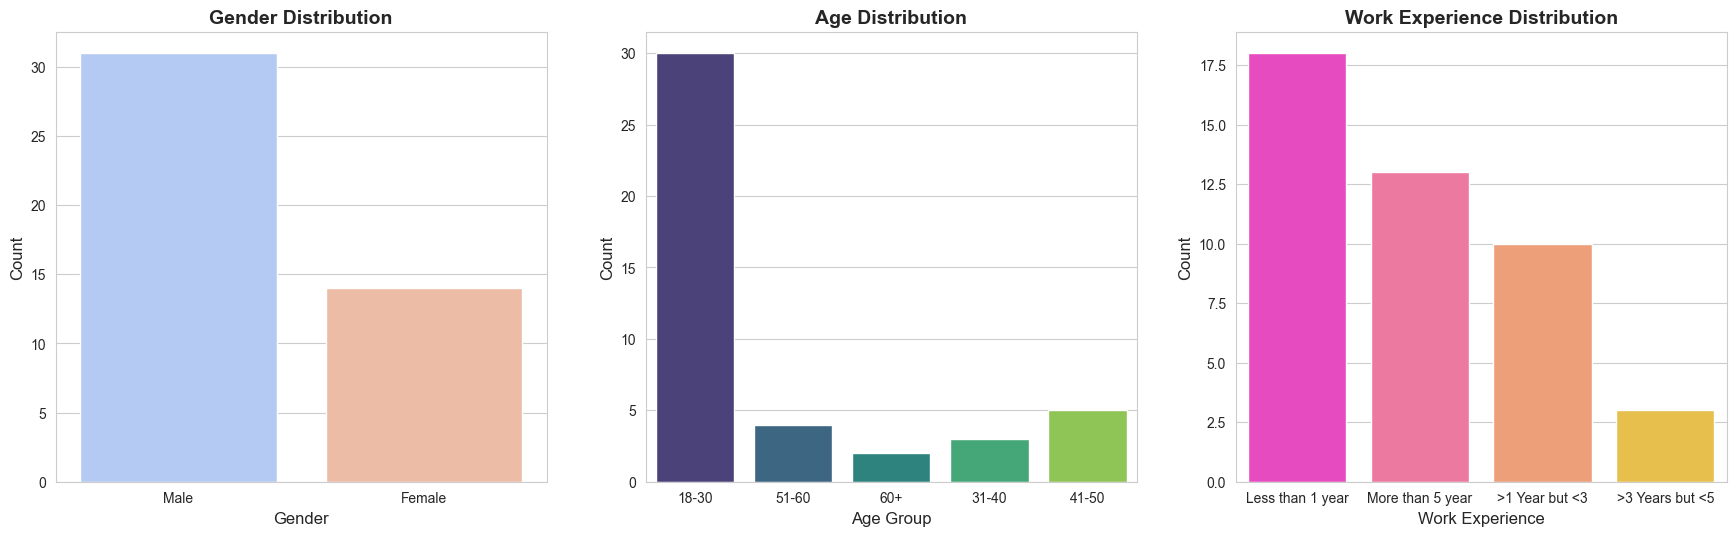 Gender Distribution
30
25
20
15
10
5
0
Count
Male Female
Gender
Age Distribution
30
25
20
15
10
5
0
Count
18-30 51-60 60+ 31-40 41-50
Age Group
Work Experience Distribution
17.5
15.0
12.5
10.0
7.5
5.0
2.5
0.0
Count
Less than 1 year More than 5 year >1 Year but <3 >3 Years but <5
Work Experience